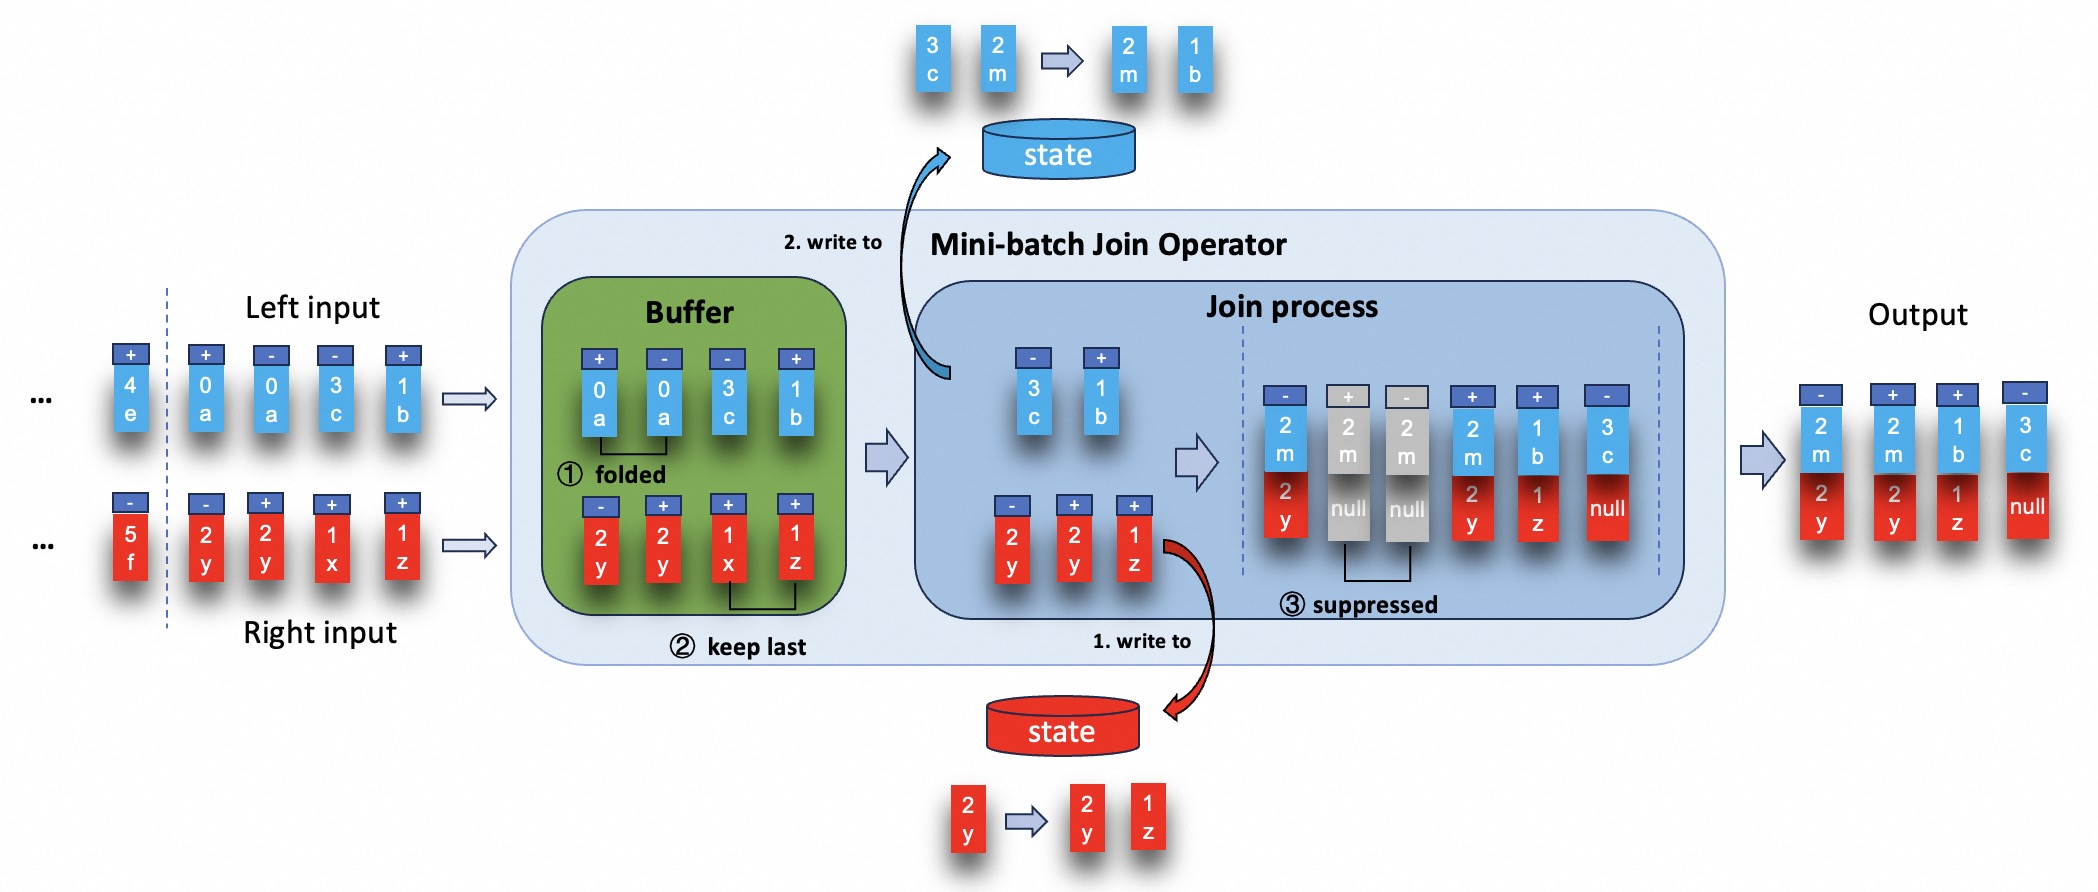 3 2 2 1
c m m b
state
2. write to
Mini-batch Join Operator
Left input
Buffer
Join process
Output
+ + - - +
4 0 0 3 1
e a a c b
...
+ - - +
0 0 3 1
a a c b
① folded
- +
3 1
c b
- + - + + -
2 2 2 2 1 3
m m m m b c
2 null null 2 1 null
y y z
- + + -
2 2 1 3
m m b c
2 2 1 null
y y z
- - + + +
5 2 2 1 1
f y y x z
...
- + + +
2 2 1 1
y y x z
- + +
2 2 1
y y z
③ suppressed
Right input
② keep last
1. write to
state
2 2 1
y y z